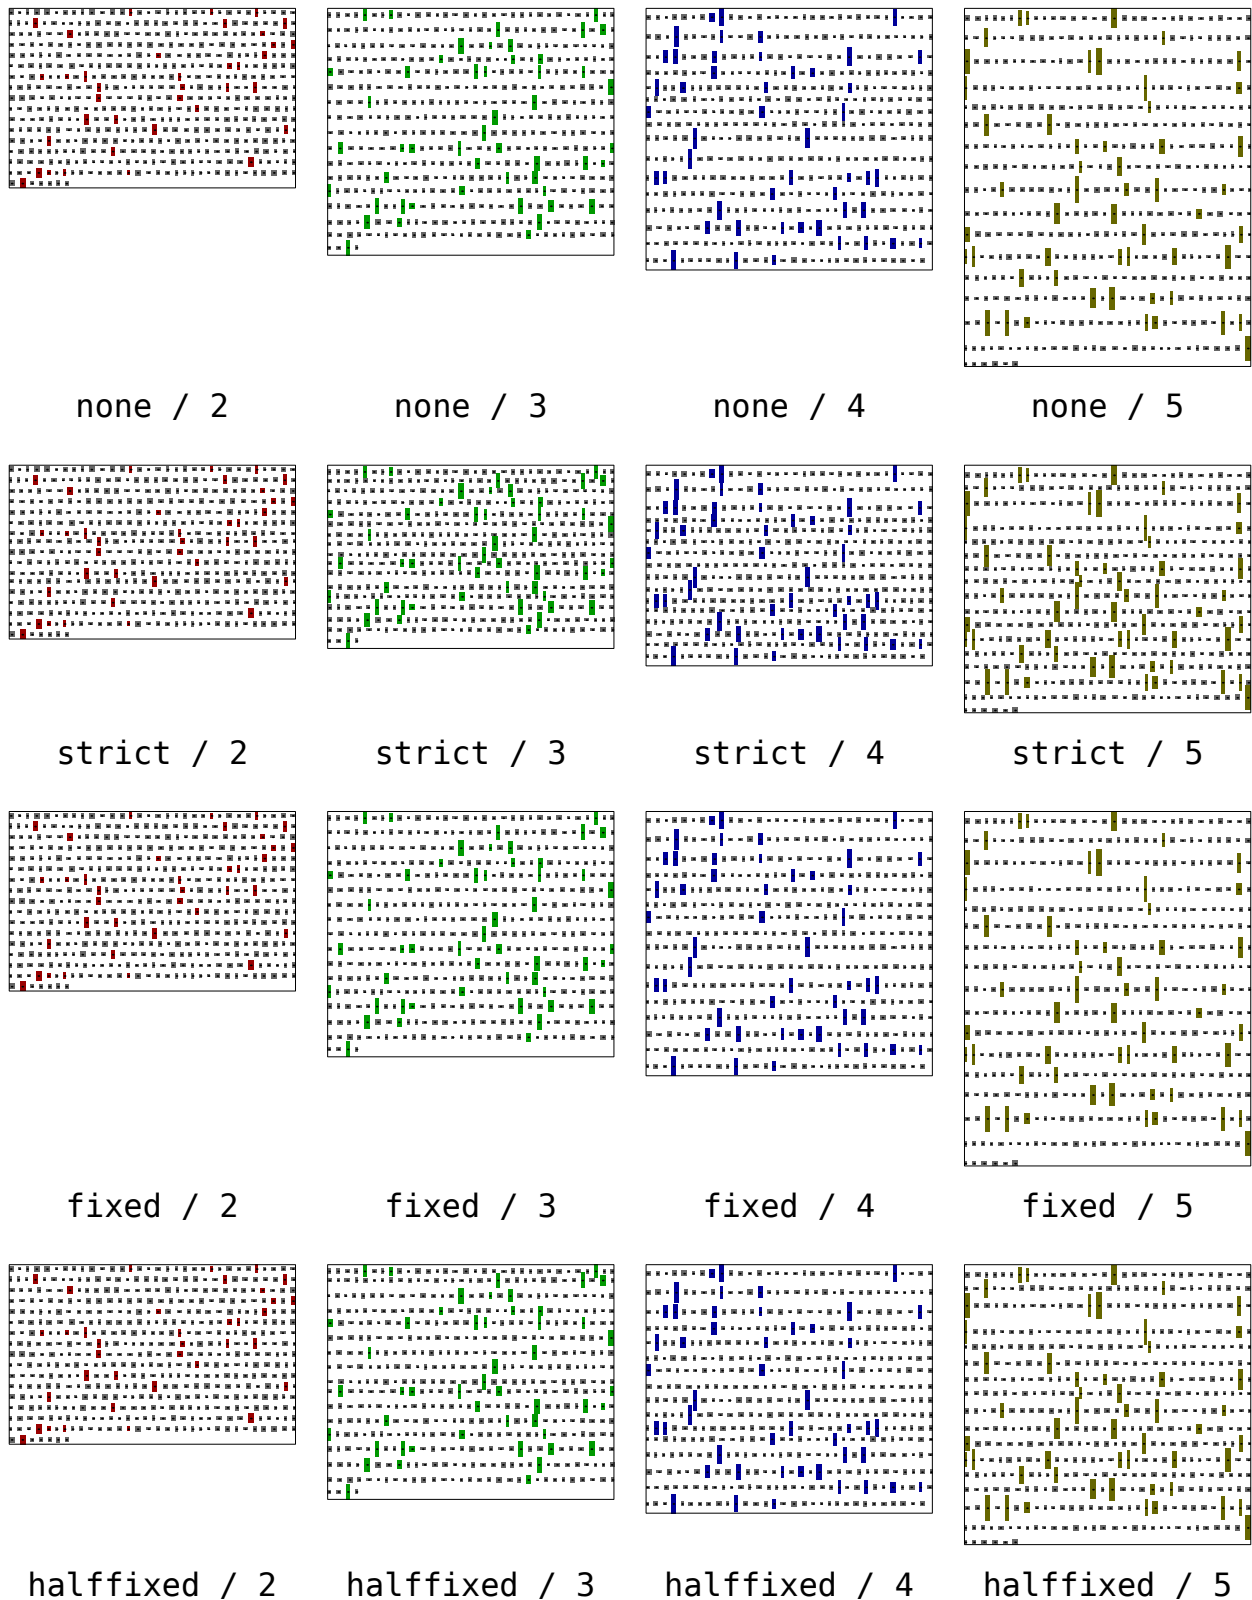 none / 2 none / 3 none / 4 none / 5
strict / 2 strict / 3 strict / 4 strict / 5
fixed / 2 fixed / 3 fixed / 4 fixed / 5
halffixed / 2 halffixed / 3 halffixed / 4 halffixed / 5